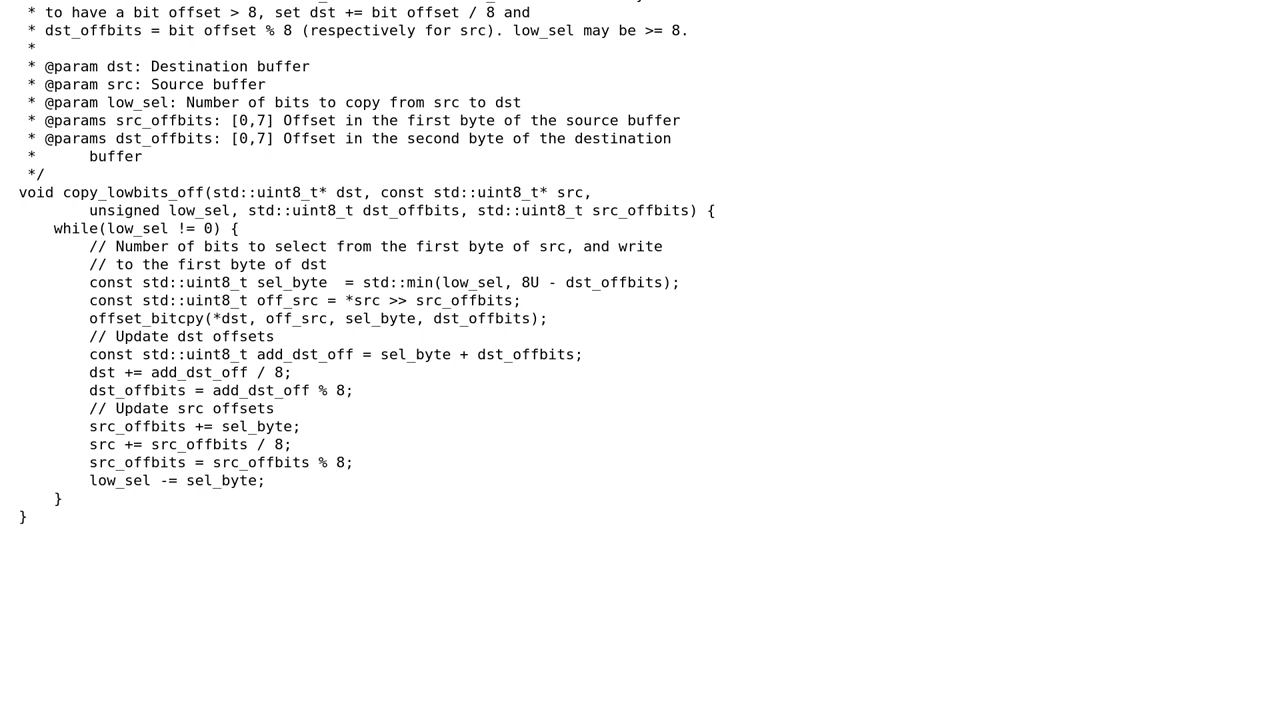 * to have a bit offset > 8, set dst += bit offset / 8 and
* dst_offbits = bit offset % 8 (respectively for src). low_sel may be >= 8.
*
* @param dst: Destination buffer
* @param src: Source buffer
* @param low_sel: Number of bits to copy from src to dst
* @params src_offbits: [0,7] Offset in the first byte of the source buffer
* @params dst_offbits: [0,7] Offset in the second byte of the destination
*      buffer
*/
void copy_lowbits_off(std::uint8_t* dst, const std::uint8_t* src,
        unsigned low_sel, std::uint8_t dst_offbits, std::uint8_t src_offbits) {
    while(low_sel != 0) {
        // Number of bits to select from the first byte of src, and write
        // to the first byte of dst
        const std::uint8_t sel_byte  = std::min(low_sel, 8U - dst_offbits);
        const std::uint8_t off_src = *src >> src_offbits;
        offset_bitcpy(*dst, off_src, sel_byte, dst_offbits);
        // Update dst offsets
        const std::uint8_t add_dst_off = sel_byte + dst_offbits;
        dst += add_dst_off / 8;
        dst_offbits = add_dst_off % 8;
        // Update src offsets
        src_offbits += sel_byte;
        src += src_offbits / 8;
        src_offbits = src_offbits % 8;
        low_sel -= sel_byte;
    }
}